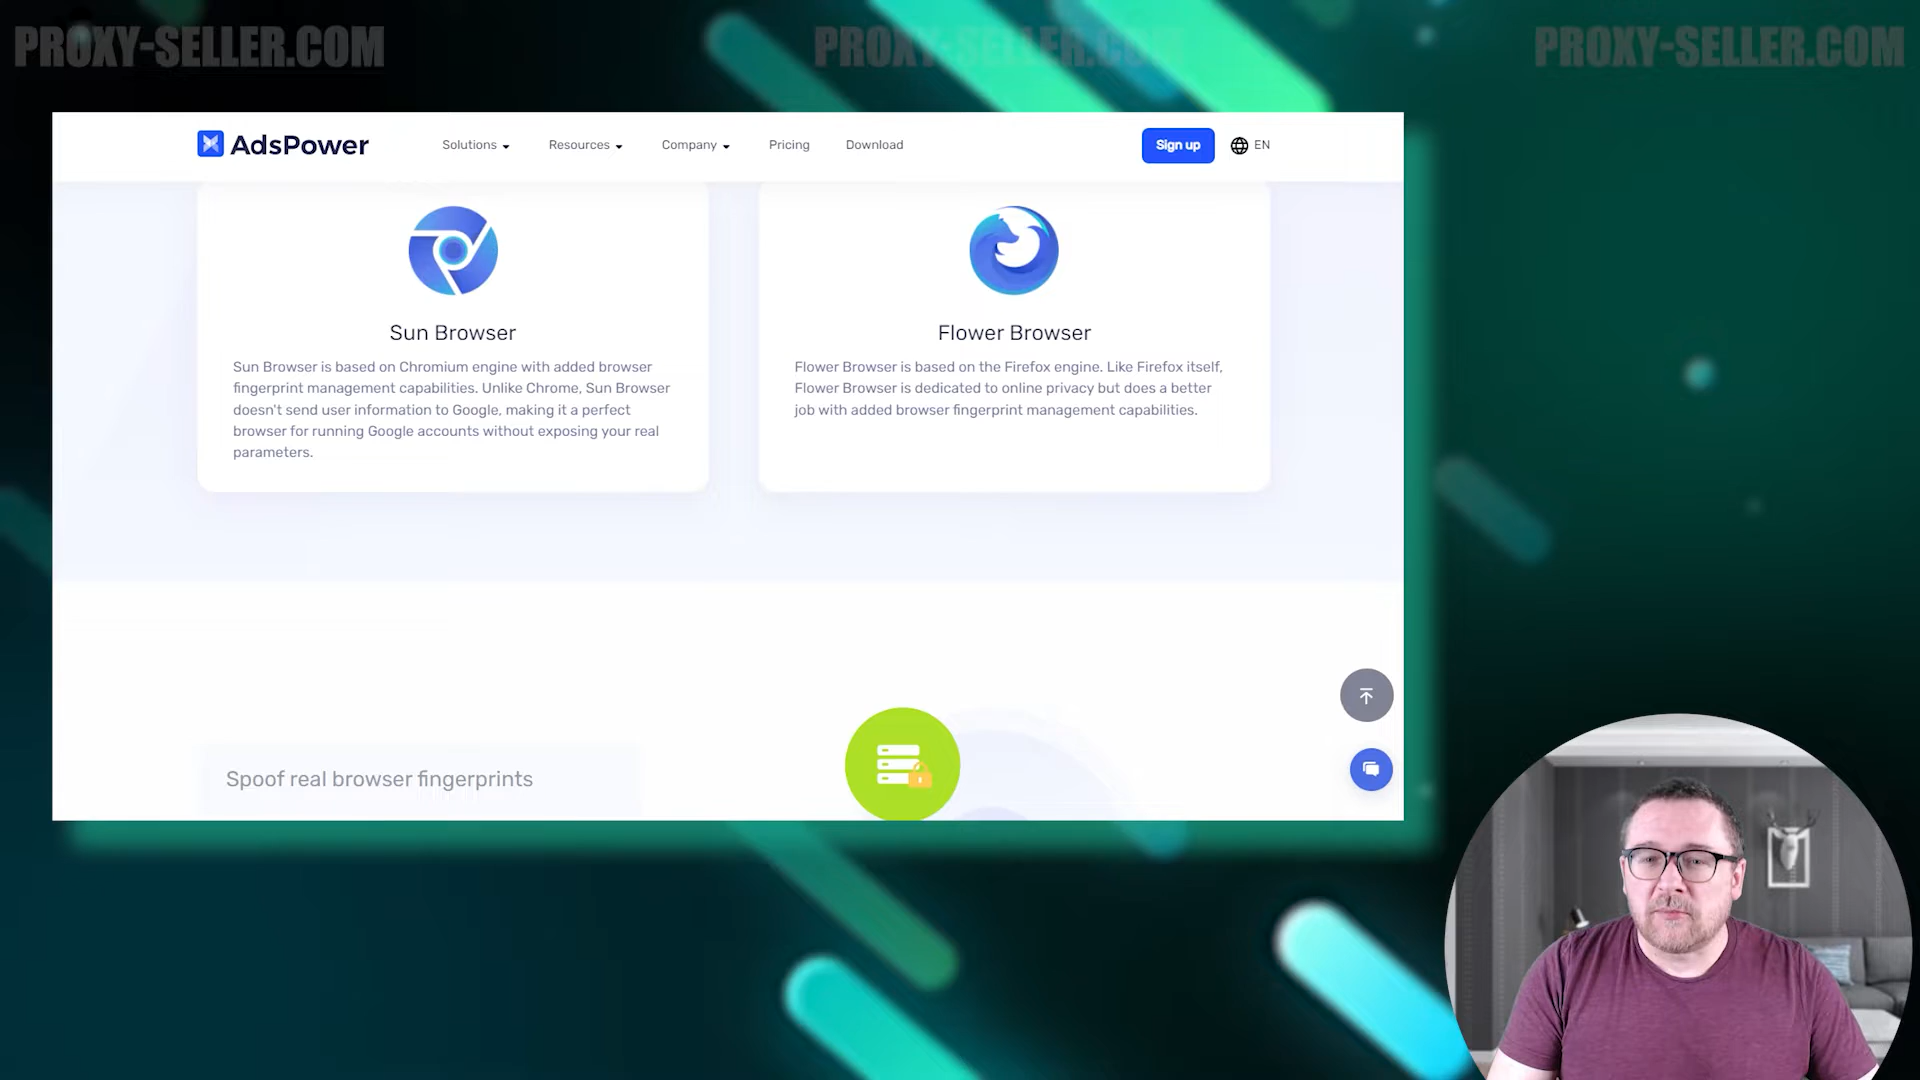 PROXY-SELLER.COM PROXY-SELLER.COM PROXY-SELLER.COM
AdsPower Solutions Resources Company Pricing Download Sign up EN
Sun Browser
Sun Browser is based on Chromium engine with added browser
fingerprint management capabilities. Unlike Chrome, Sun Browser
doesn't send user information to Google, making it a perfect
browser for running Google accounts without exposing your real
parameters.
Flower Browser
Flower Browser is based on the Firefox engine. Like Firefox itself,
Flower Browser is dedicated to online privacy but does a better
job with added browser fingerprint management capabilities.
Spoof real browser fingerprints